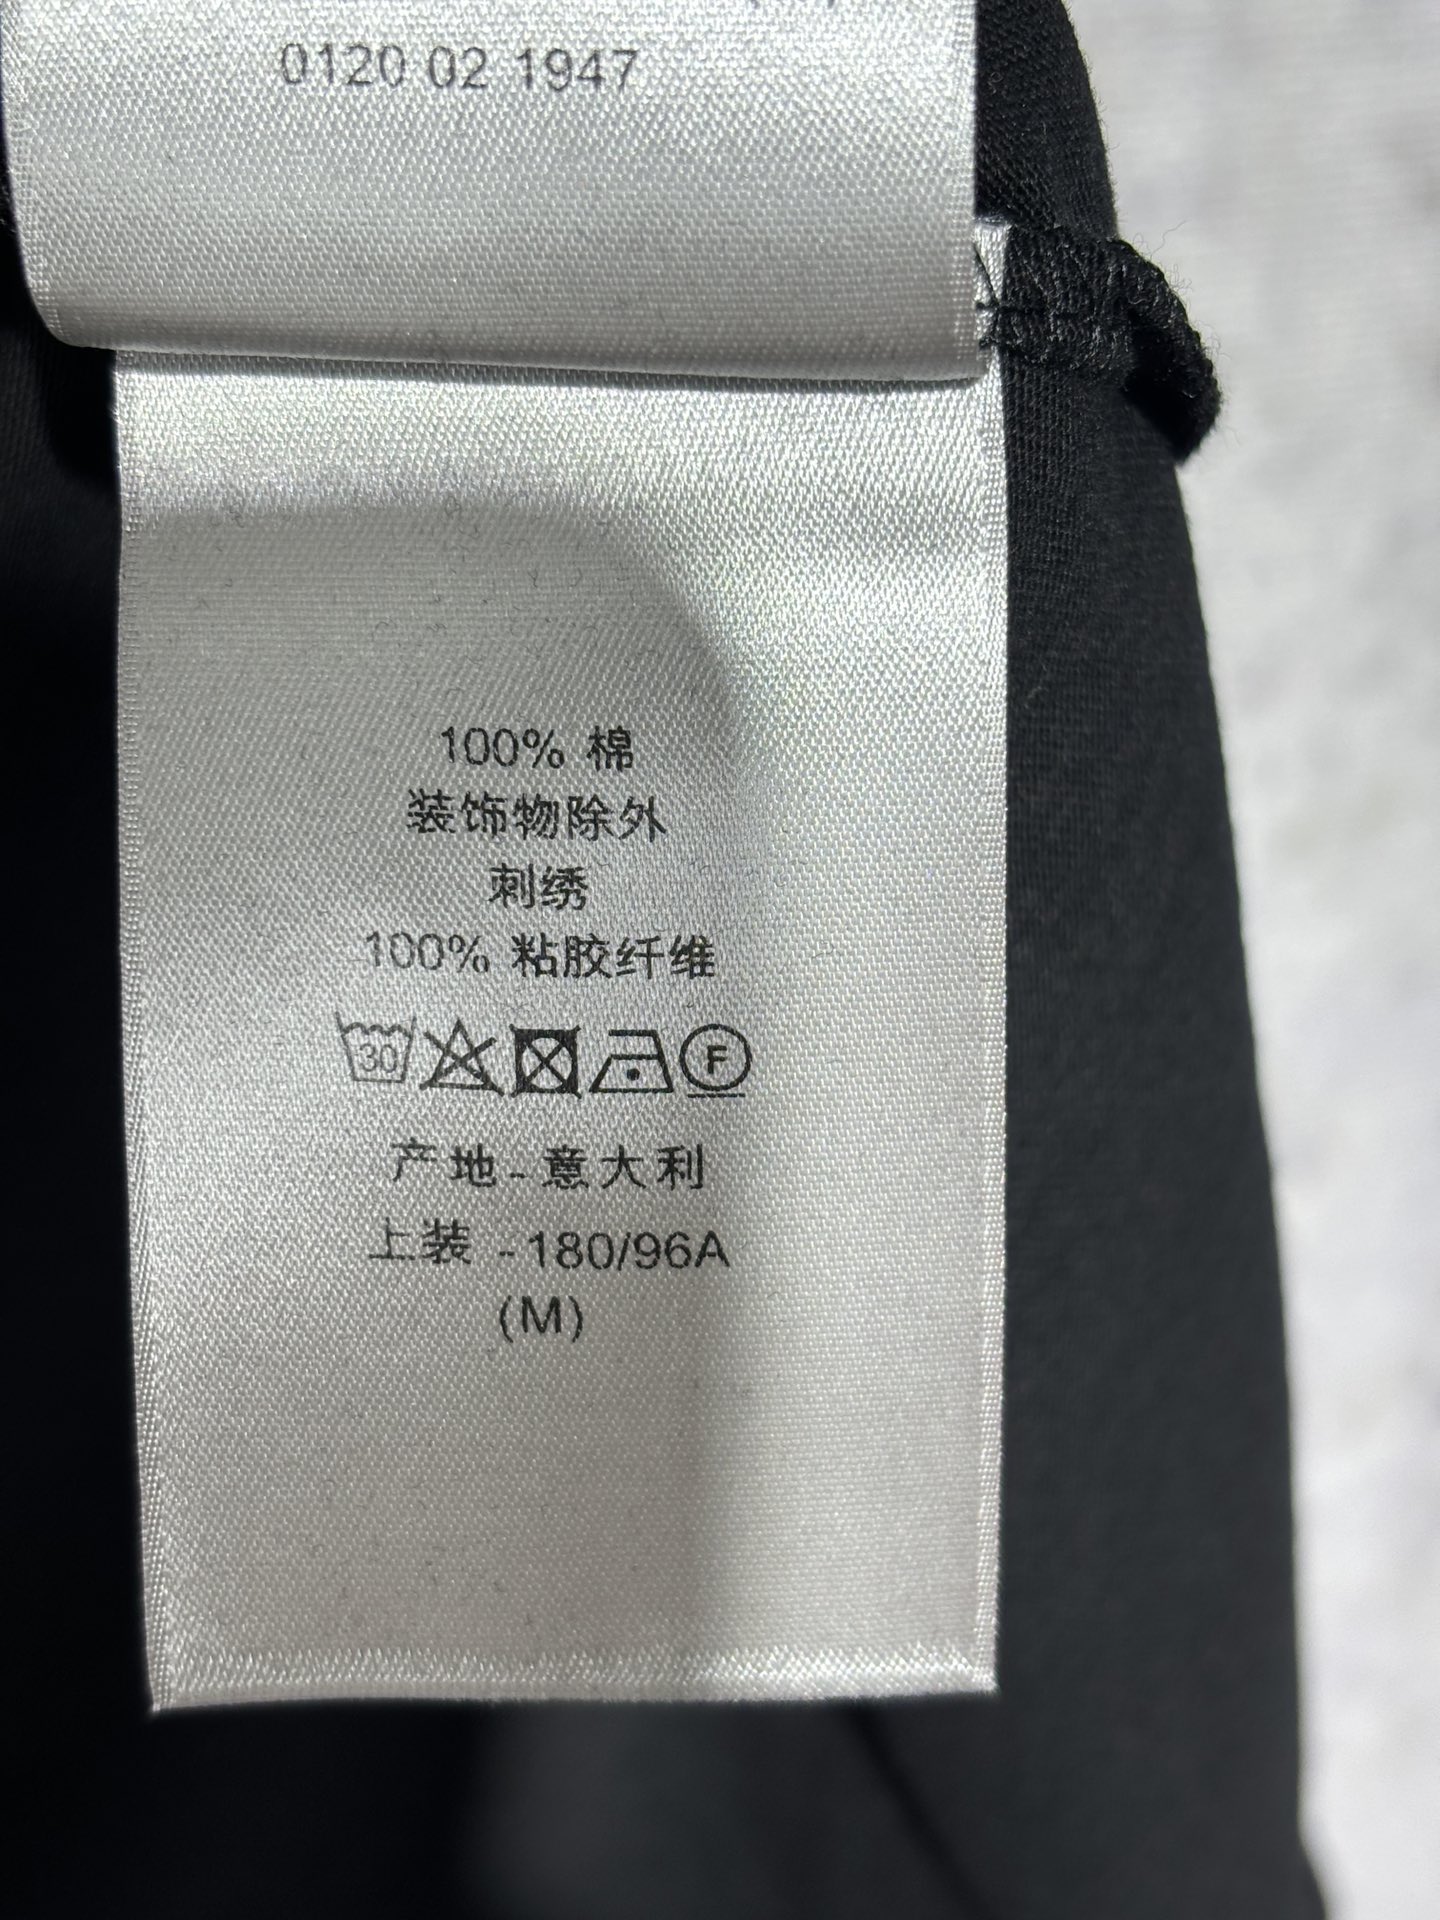 0120 02 1947
100% 棉
装饰物除外
刺绣
100% 粘胶纤维
30 F
产地-意大利
上装 -180/96A
(M)